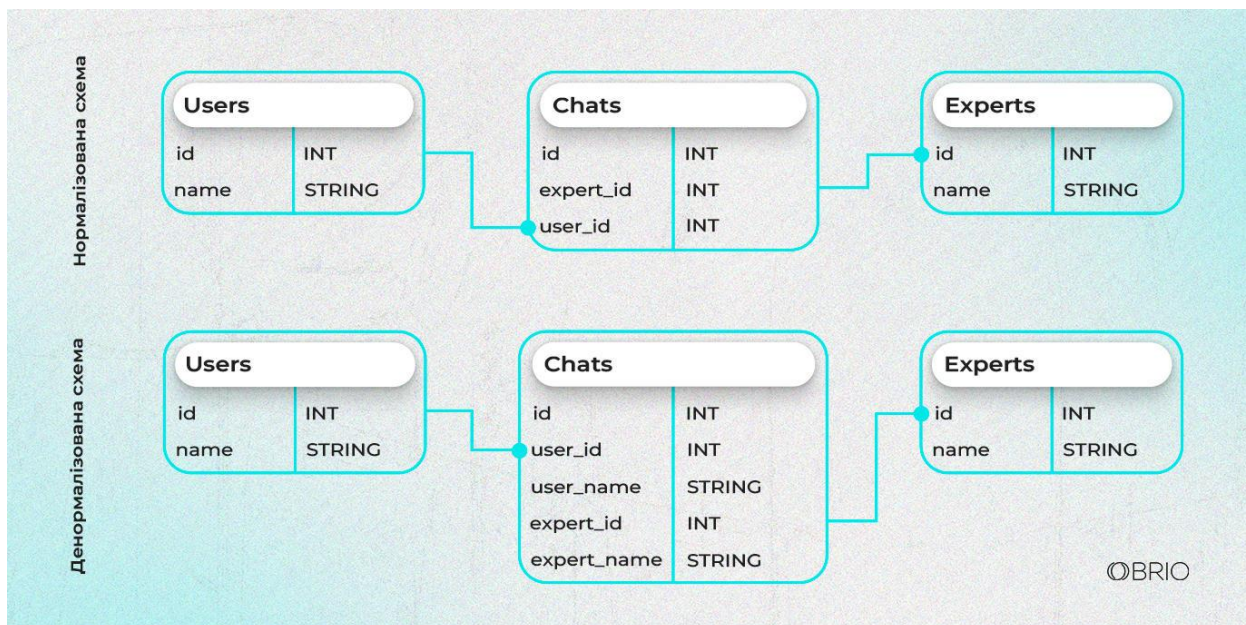 Нормалізована схема
Users
id INT
name STRING
Chats
id INT
expert_id INT
user_id INT
Experts
id INT
name STRING
Денормалізована схема
Users
id INT
name STRING
Chats
id INT
user_id INT
user_name STRING
expert_id INT
expert_name STRING
Experts
id INT
name STRING
OBRIO